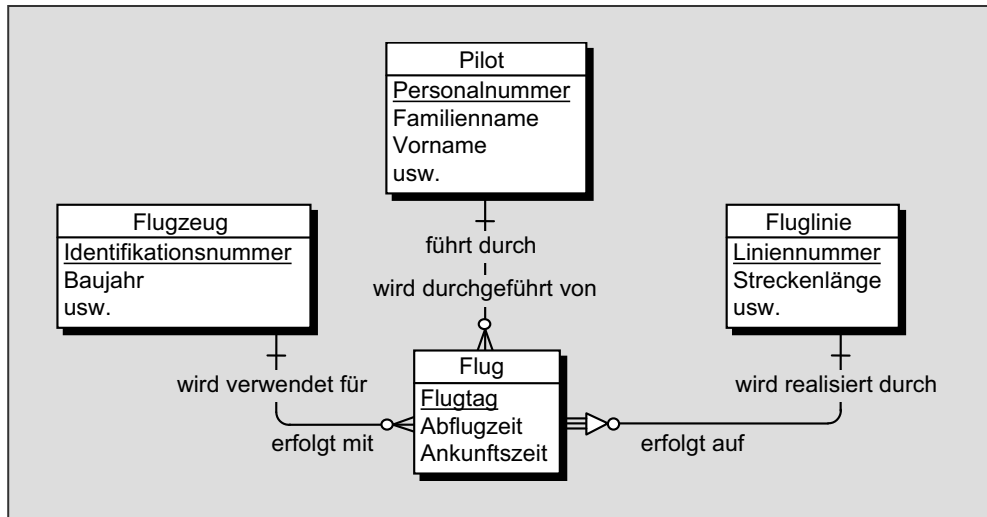 Pilot
Personalnummer
Familienname
Vorname
usw.
Flugzeug
Identifikationsnummer
Baujahr
usw.
Fluglinie
Liniennummer
Streckenlänge
usw.
führt durch
wird durchgeführt von
wird verwendet für
erfolgt mit
Flug
Flugtag
Abflugzeit
Ankunftszeit
wird realisiert durch
erfolgt auf